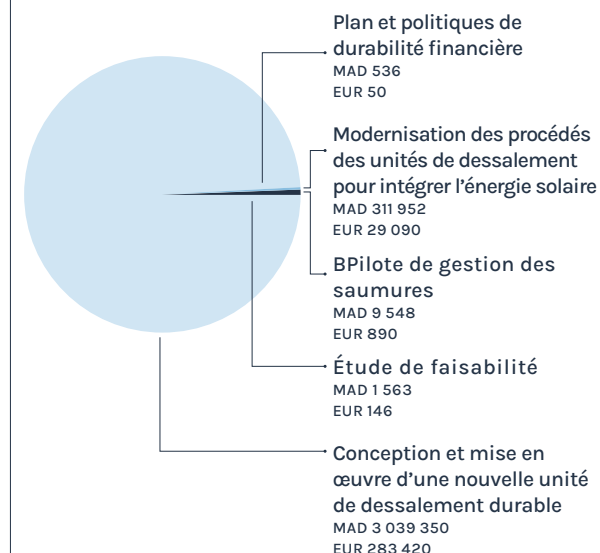 Plan et politiques de
durabilité financière
MAD 536
EUR 50
Modernisation des procédés
des unités de dessalement
pour intégrer l’énergie solaire
MAD 311 952
EUR 29 090
BPilote de gestion des
saumures
MAD 9 548
EUR 890
Étude de faisabilité
MAD 1 563
EUR 146
Conception et mise en
œuvre d’une nouvelle unité
de dessalement durable
MAD 3 039 350
EUR 283 420